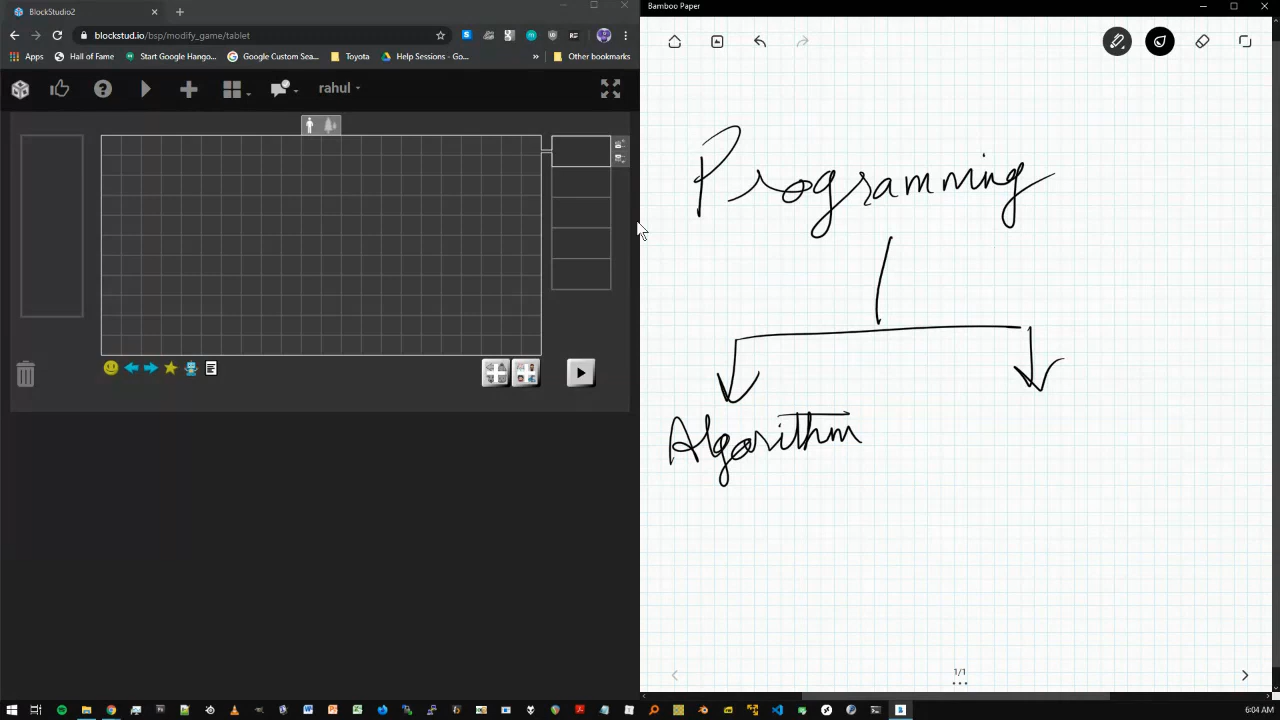 BlockStudio2
Bamboo Paper
blockstud.io/bsp/modify_game/tablet
Apps
Hall of Fame
Start Google Hango...
Google Custom Sea...
Toyota
Help Sessions - Go...
»
Other bookmarks
rahul
Programming
Algorithm
1/1
6:04 AM